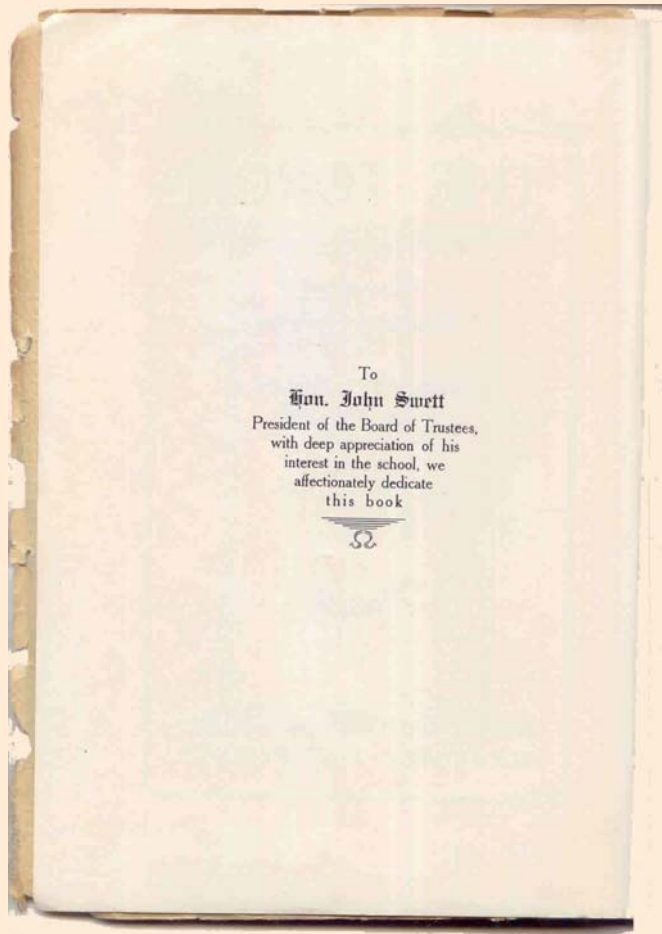 To
Hon. John Swett
President of the Board of Trustees,
with deep appreciation of his
interest in the school, we
affectionately dedicate
this book